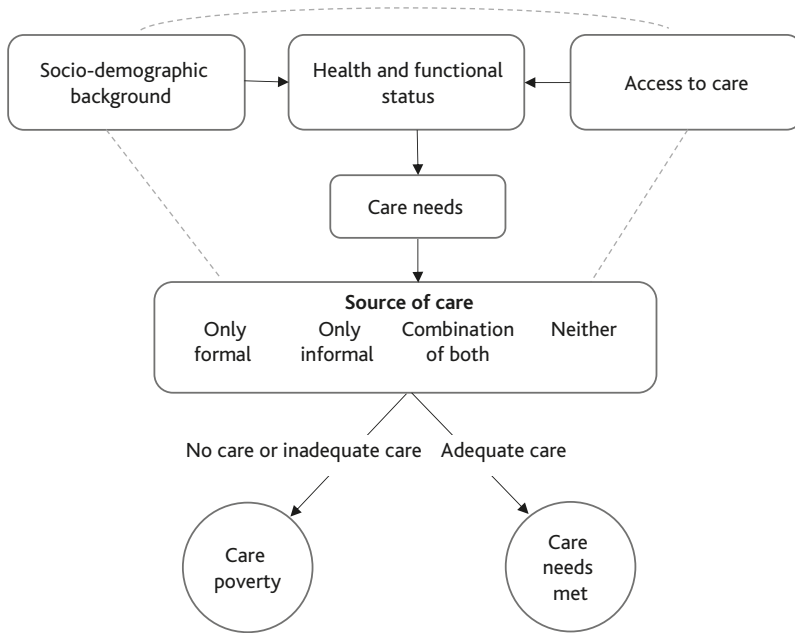 Socio-demographic
background
Health and functional
status
Access to care
Care needs
Source of care
Only
formal
Only
informal
Combination
of both
Neither
No care or inadequate care
Adequate care
Care
poverty
Care
needs
met